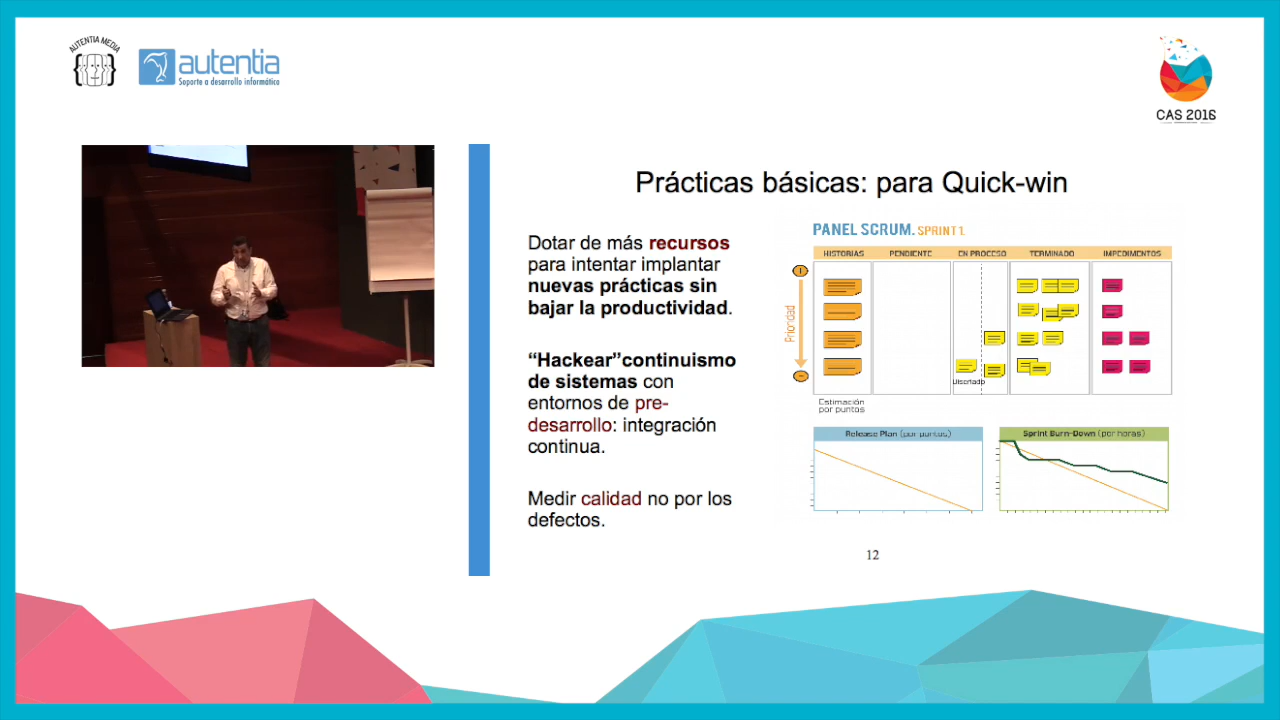 AUTENTIA MEDIA
autentia
Soporte a desarrollo informático
CAS 2016
Prácticas básicas: para Quick-win
Dotar de más recursos
para intentar implantar
nuevas prácticas sin
bajar la productividad.
“Hackear”continuismo
de sistemas con
entornos de pre-
desarrollo: integración
continua.
Medir calidad no por los
defectos.
PANEL SCRUM. SPRINT 1.
HISTORIAS PENDIENTE EN PROCESO TERMINADO IMPEDIMENTOS
Prioridad
Diseñado
Estimación
por puntos
Release Plan (por puntos)
Sprint Burn-Down (por horas)
12